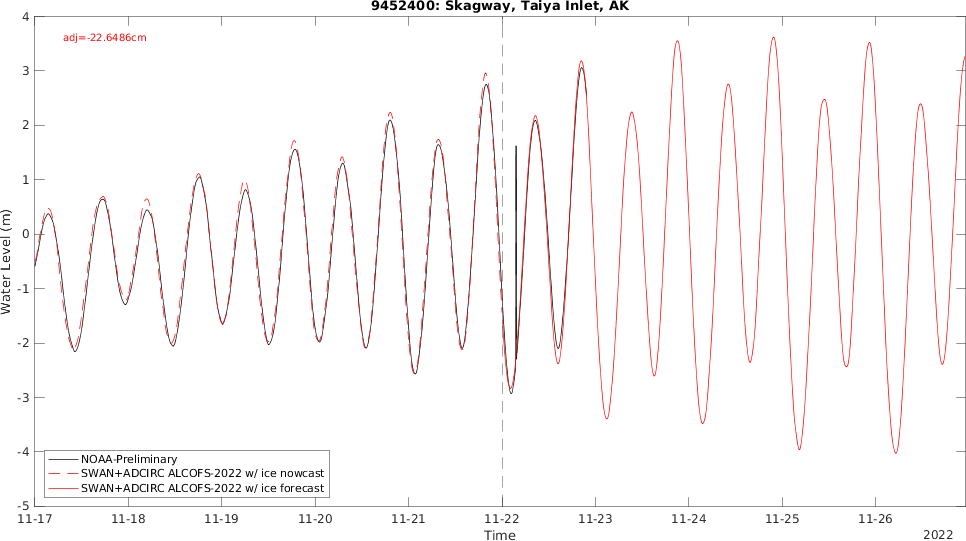 9452400: Skagway, Taiya Inlet, AK
adj=-22.6486cm
4
3
2
1
0
-1
-2
-3
-4
-5
Water Level (m)
NOAA-Preliminary
SWAN+ADCIRC ALCOFS-2022 w/ ice nowcast
SWAN+ADCIRC ALCOFS-2022 w/ ice forecast
11-17 11-18 11-19 11-20 11-21 11-22 11-23 11-24 11-25 11-26
Time
2022